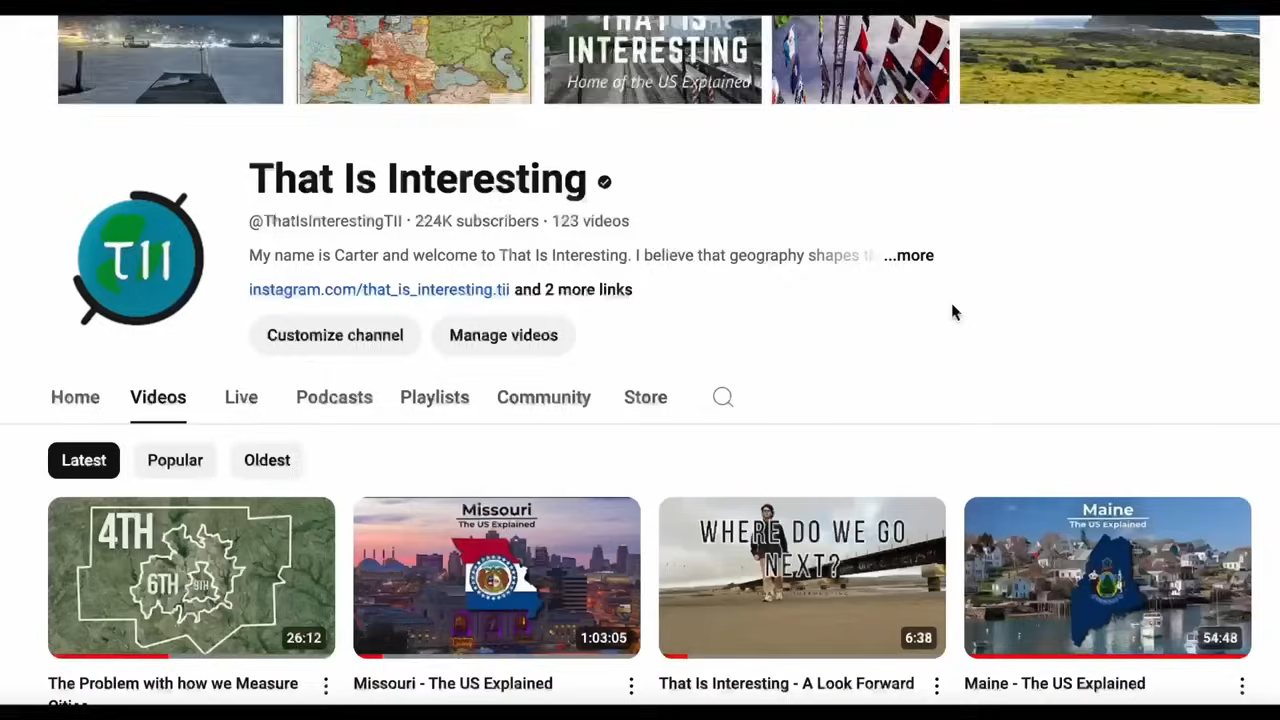 THAT IS
INTERESTING
Home of the US Explained
That Is Interesting
@ThatIsInterestingTII · 224K subscribers · 123 videos
My name is Carter and welcome to That Is Interesting. I believe that geography shapes ...more
instagram.com/that_is_interesting.tii and 2 more links
TII
Customize channel Manage videos
Home Videos Live Podcasts Playlists Community Store
Latest Popular Oldest
4TH
6TH
9TH
26:12
Missouri
The US Explained
1:03:05
WHERE DO WE GO
NEXT?
6:38
Maine
The US Explained
54:48
The Problem with how we Measure
Cities
Missouri - The US Explained
That Is Interesting - A Look Forward
Maine - The US Explained